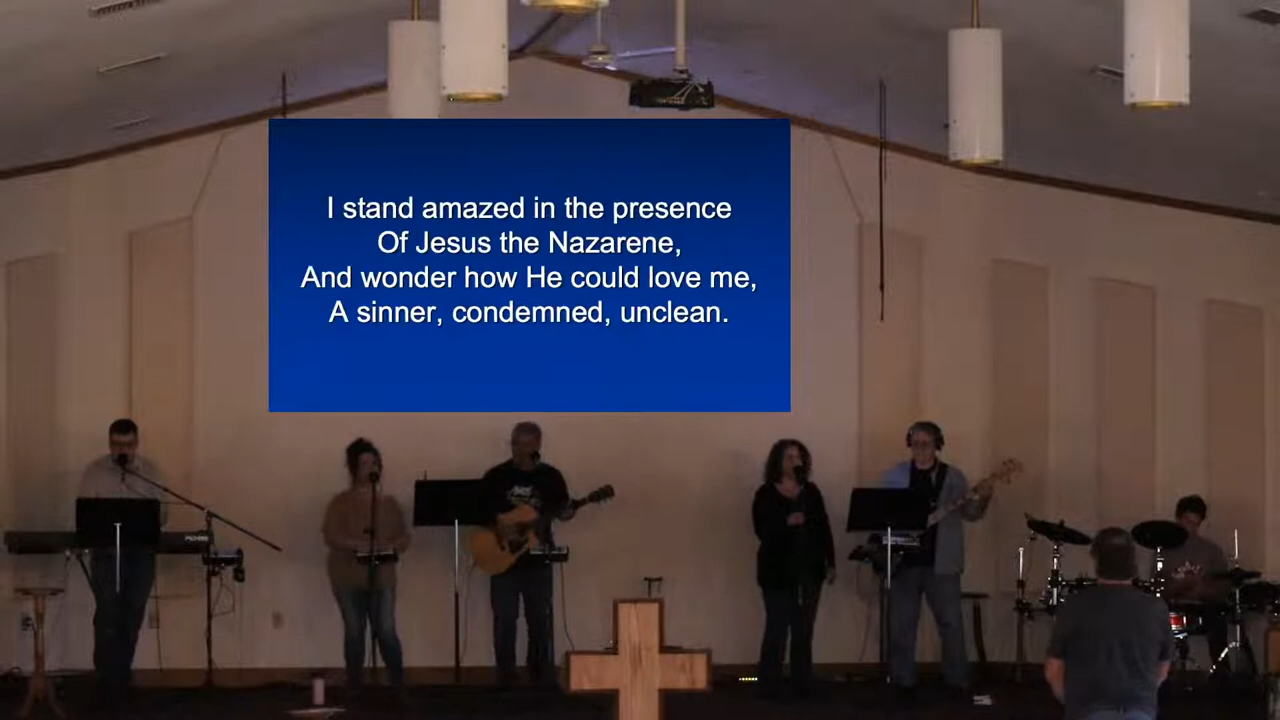 I stand amazed in the presence
Of Jesus the Nazarene,
And wonder how He could love me,
A sinner, condemned, unclean.